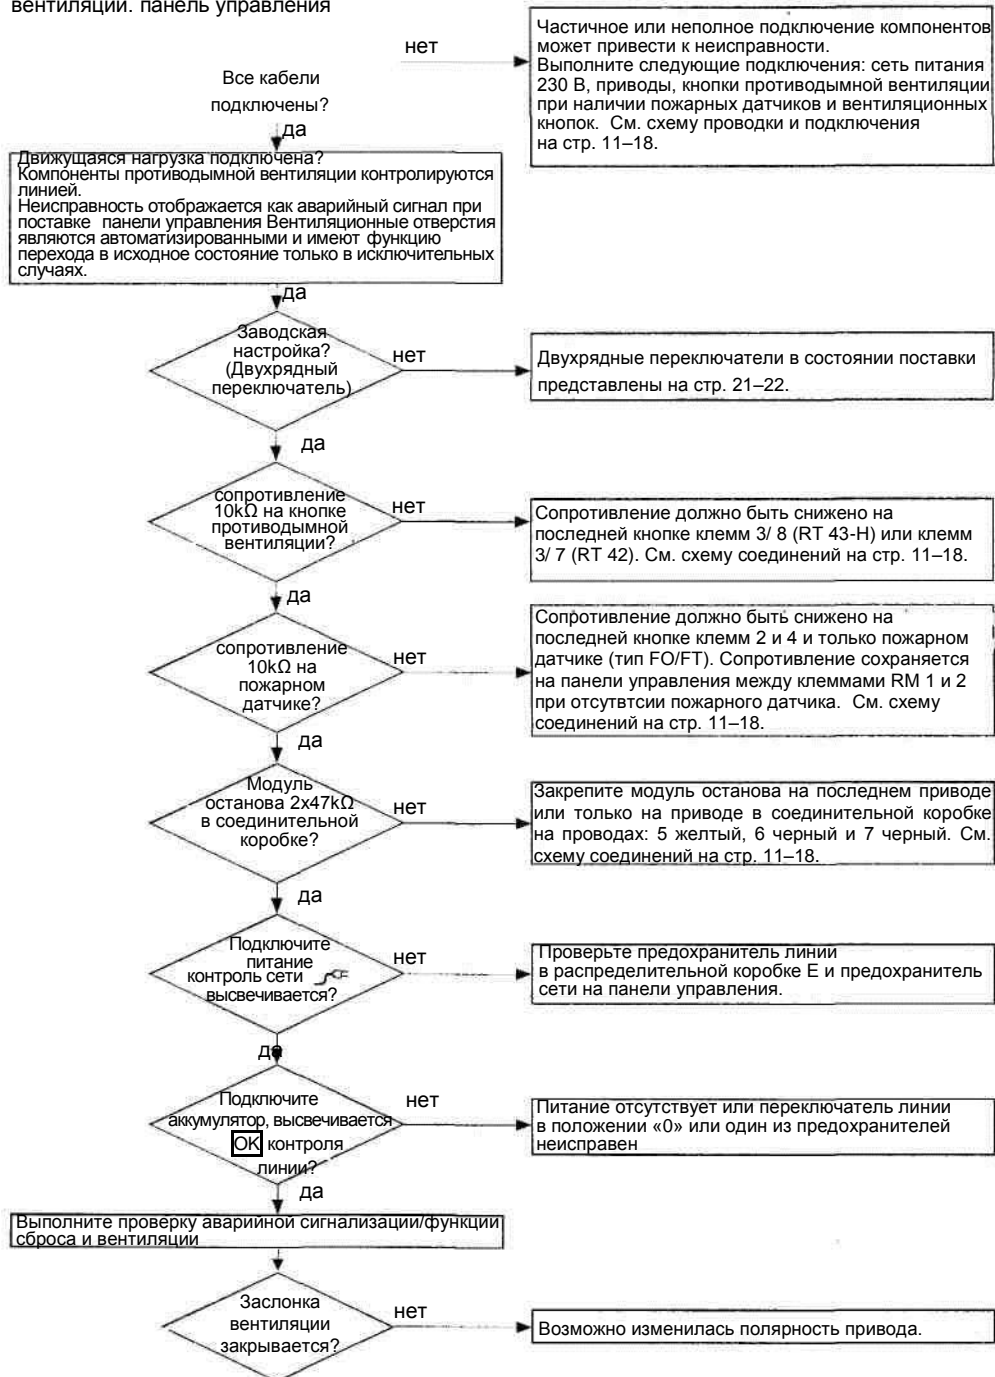 вентиляции. панель управления
нет
Частичное или неполное подключение компонентов
может привести к неисправности.
Выполните следующие подключения: сеть питания
230 В, приводы, кнопки противодымной вентиляции
при наличии пожарных датчиков и вентиляционных
кнопок. См. схему проводки и подключения
на стр. 11–18.
Все кабели
подключены?
да
Движущаяся нагрузка подключена?
Компоненты противодымной вентиляции контролируются
линией.
Неисправность отображается как аварийный сигнал при
поставке панели управления Вентиляционные отверстия
являются автоматизированными и имеют функцию
перехода в исходное состояние только в исключительных
случаях.
да
Заводская
настройка?
(Двухрядный
переключатель)
нет
Двухрядные переключатели в состоянии поставки
представлены на стр. 21–22.
да
сопротивление
10kΩ на кнопке
противодымной
вентиляции?
нет
Сопротивление должно быть снижено на
последней кнопке клемм 3/ 8 (RT 43-H) или клемм
3/ 7 (RT 42). См. схему соединений на стр. 11–18.
да
сопротивление
10kΩ на
пожарном
датчике?
нет
Сопротивление должно быть снижено на
последней кнопке клемм 2 и 4 и только пожарном
датчике (тип FO/FT). Сопротивление сохраняется
на панели управления между клеммами RM 1 и 2
при отсутвтсии пожарного датчика. См. схему
соединений на стр. 11–18.
да
Модуль
останова 2x47kΩ
в соединительной
коробке?
нет
Закрепите модуль останова на последнем приводе
или только на приводе в соединительной коробке
на проводах: 5 желтый, 6 черный и 7 черный. См.
схему соединений на стр. 11–18.
да
Подключите
питание
контроль сети
высвечивается?
нет
Проверьте предохранитель линии
в распределительной коробке Е и предохранитель
сети на панели управления.
да
Подключите
аккумулятор, высвечивается
OK контроля
линии?
нет
Питание отсутствует или переключатель линии
в положении «0» или один из предохранителей
неисправен
да
Выполните проверку аварийной сигнализации/функции
сброса и вентиляции
Заслонка
вентиляции
закрывается?
нет
Возможно изменилась полярность привода.